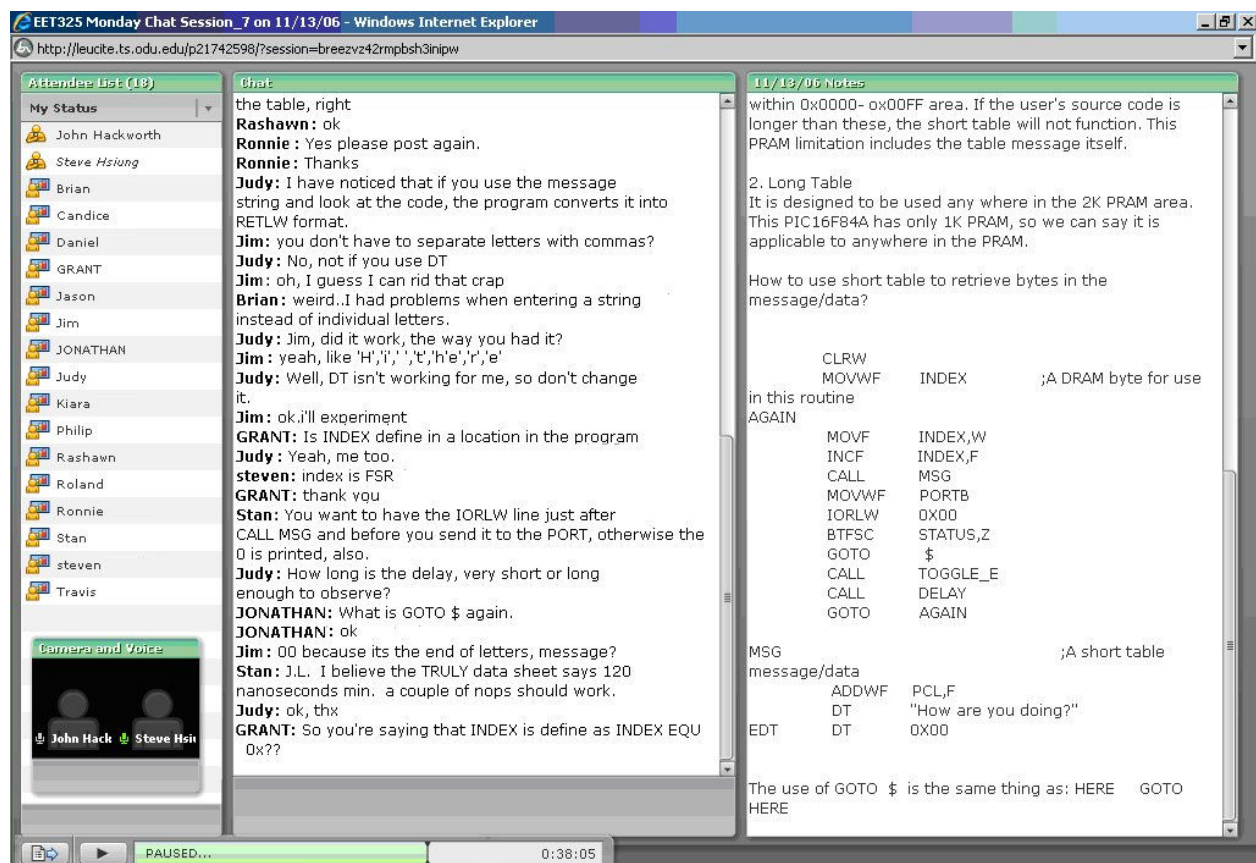 EET325 Monday Chat Session_7 on 11/13/06 - Windows Internet Explorer
http://leucite.ts.odu.edu/p21742598/?session=breezvz42rmpbsh3inipw
Attendee List (18)
My Status
John Hackworth
Steve Hsiung
Brian
Candice
Daniel
GRANT
Jason
Jim
JONATHAN
Judy
Kiara
Philip
Rashawn
Roland
Ronnie
Stan
steven
Travis
Camera and Voice
John Hack Steve Hsiu
Chat
the table, right
Rashawn: ok
Ronnie : Yes please post again.
Ronnie: Thanks
Judy: I have noticed that if you use the message
string and look at the code, the program converts it into
RETLW format.
Jim: you don't have to separate letters with commas?
Judy: No, not if you use DT
Jim: oh, I guess I can rid that crap
Brian: weird..I had problems when entering a string
instead of individual letters.
Judy: Jim, did it work, the way you had it?
Jim : yeah, like 'H','i',' ','t','h'e','r','e'
Judy: Well, DT isn't working for me, so don't change
it.
Jim: ok.i'll experiment
GRANT: Is INDEX define in a location in the program
Judy : Yeah, me too.
steven: index is FSR
GRANT: thank you
Stan: You want to have the IORLW line just after
CALL MSG and before you send it to the PORT, otherwise the
0 is printed, also.
Judy: How long is the delay, very short or long
enough to observe?
JONATHAN: What is GOTO $ again.
JONATHAN: ok
Jim: 00 because its the end of letters, message?
Stan: J.L.  I believe the TRULY data sheet says 120
nanoseconds min.  a couple of nops should work.
Judy: ok, thx
GRANT: So you're saying that INDEX is define as INDEX EQU
0x??
11/13/06 Notes
within 0x0000- ox00FF area. If the user's source code is
longer than these, the short table will not function. This
PRAM limitation includes the table message itself.
2. Long Table
It is designed to be used any where in the 2K PRAM area.
This PIC16F84A has only 1K PRAM, so we can say it is
applicable to anywhere in the PRAM.
How to use short table to retrieve bytes in the
message/data?
CLRW
MOVWF INDEX ;A DRAM byte for use
in this routine
AGAIN
MOVF INDEX,W
INCF INDEX,F
CALL MSG
MOVWF PORTB
IORLW 0X00
BTFSC STATUS,Z
GOTO $
CALL TOGGLE_E
CALL DELAY
GOTO AGAIN
MSG ;A short table
message/data
ADDWF PCL,F
DT "How are you doing?"
EDT DT 0X00
The use of GOTO  $  is the same thing as: HERE GOTO
HERE
PAUSED... 0:38:05